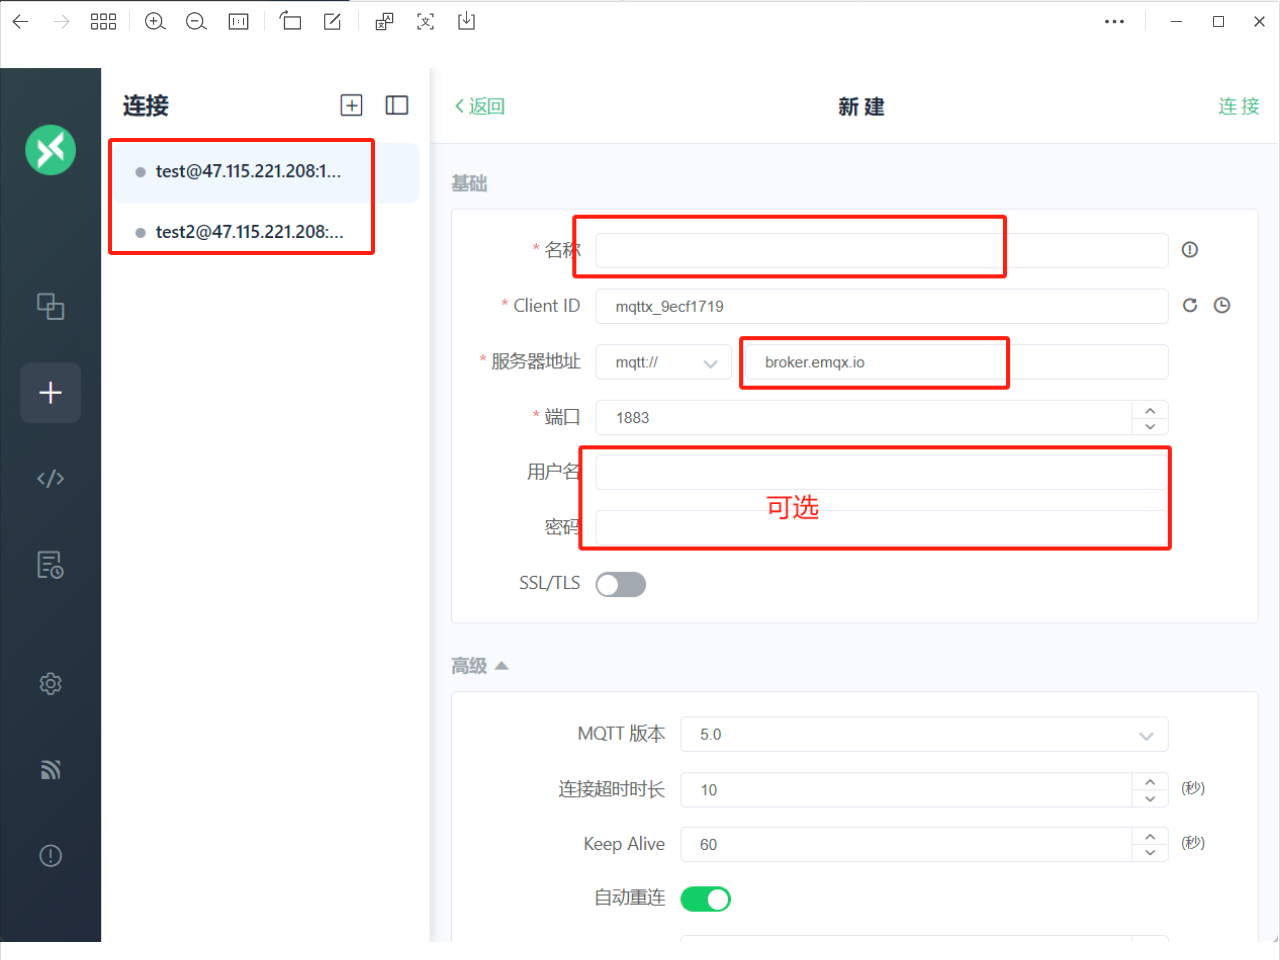 连接
test@47.115.221.208:1...
test2@47.115.221.208:...
返回
新建
连接
基础
* 名称
* Client ID
mqttx_9ecf1719
* 服务器地址
mqtt://
broker.emqx.io
* 端口
1883
用户名
可选
密码
SSL/TLS
高级
MQTT 版本
5.0
连接超时时长
10
(秒)
Keep Alive
60
(秒)
自动重连